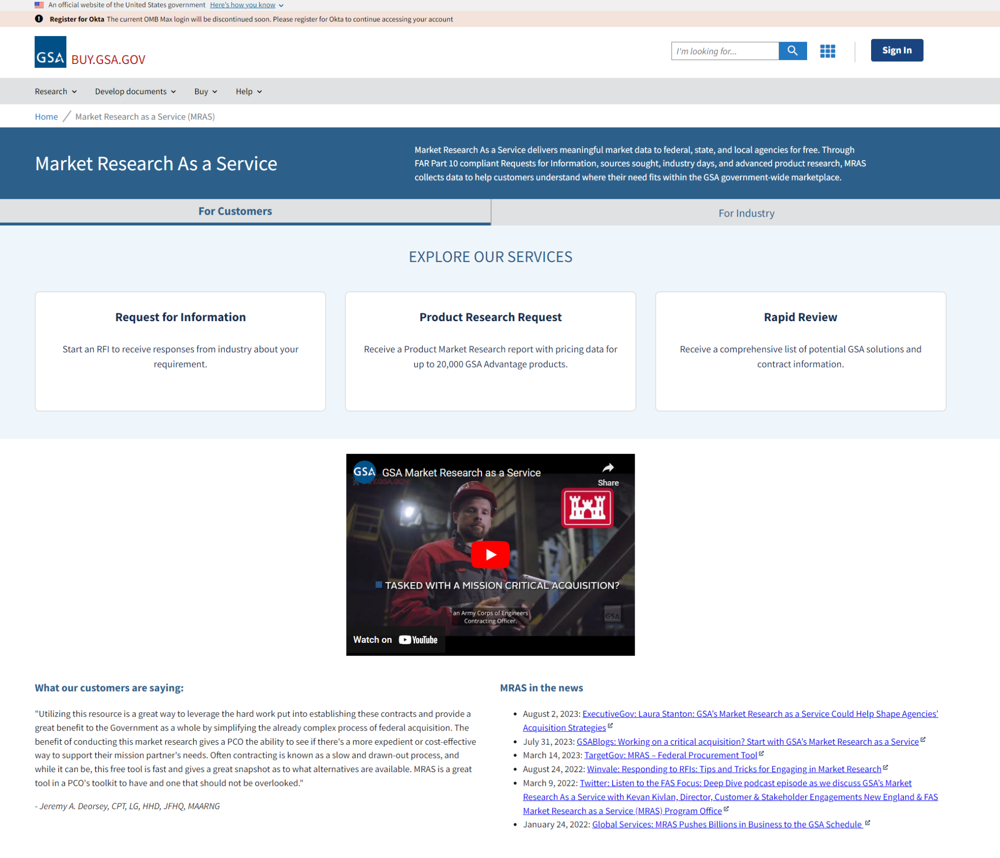 An official website of the United States government Here's how you know
Register for Okta The current OMB Max login will be discontinued soon. Please register for Okta to continue accessing your account
GSA BUY.GSA.GOV
I'm looking for...
Sign In
Research
Develop documents
Buy
Help
Home / Market Research as a Service (MRAS)
Market Research As a Service
Market Research As a Service delivers meaningful market data to federal, state, and local agencies for free. Through
FAR Part 10 compliant Requests for Information, sources sought, industry days, and advanced product research, MRAS
collects data to help customers understand where their need fits within the GSA government-wide marketplace.
For Customers
For Industry
EXPLORE OUR SERVICES
Request for Information
Start an RFI to receive responses from industry about your
requirement.
Product Research Request
Receive a Product Market Research report with pricing data for
up to 20,000 GSA Advantage products.
Rapid Review
Receive a comprehensive list of potential GSA solutions and
contract information.
GSA GSA Market Research as a Service
Share
BUY.GSA.GOV
TASKED WITH A MISSION CRITICAL ACQUISITION?
an Army Corps of Engineers
Contracting Officer.
GSA
Watch on YouTube
What our customers are saying:
"Utilizing this resource is a great way to leverage the hard work put into establishing these contracts and provide a
great benefit to the Government as a whole by simplifying the already complex process of federal acquisition. The
benefit of conducting this market research gives a PCO the ability to see if there's a more expedient or cost-effective
way to support their mission partner's needs. Often contracting is known as a slow and drawn-out process, and
while it can be, this free tool is fast and gives a great snapshot as to what alternatives are available. MRAS is a great
tool in a PCO's toolkit to have and one that should not be overlooked."
- Jeremy A. Deorsey, CPT, LG, HHD, JFHQ, MAARNG
MRAS in the news
• August 2, 2023: ExecutiveGov: Laura Stanton: GSA’s Market Research as a Service Could Help Shape Agencies’
Acquisition Strategies
• July 31, 2023: GSABlogs: Working on a critical acquisition? Start with GSA’s Market Research as a Service
• March 14, 2023: TargetGov: MRAS – Federal Procurement Tool
• August 24, 2022: Winvale: Responding to RFIs: Tips and Tricks for Engaging in Market Research
• March 9, 2022: Twitter: Listen to the FAS Focus: Deep Dive podcast episode as we discuss GSA’s Market
Research As a Service with Kevan Kivlan, Director, Customer & Stakeholder Engagements New England & FAS
Market Research as a Service (MRAS) Program Office
• January 24, 2022: Global Services: MRAS Pushes Billions in Business to the GSA Schedule